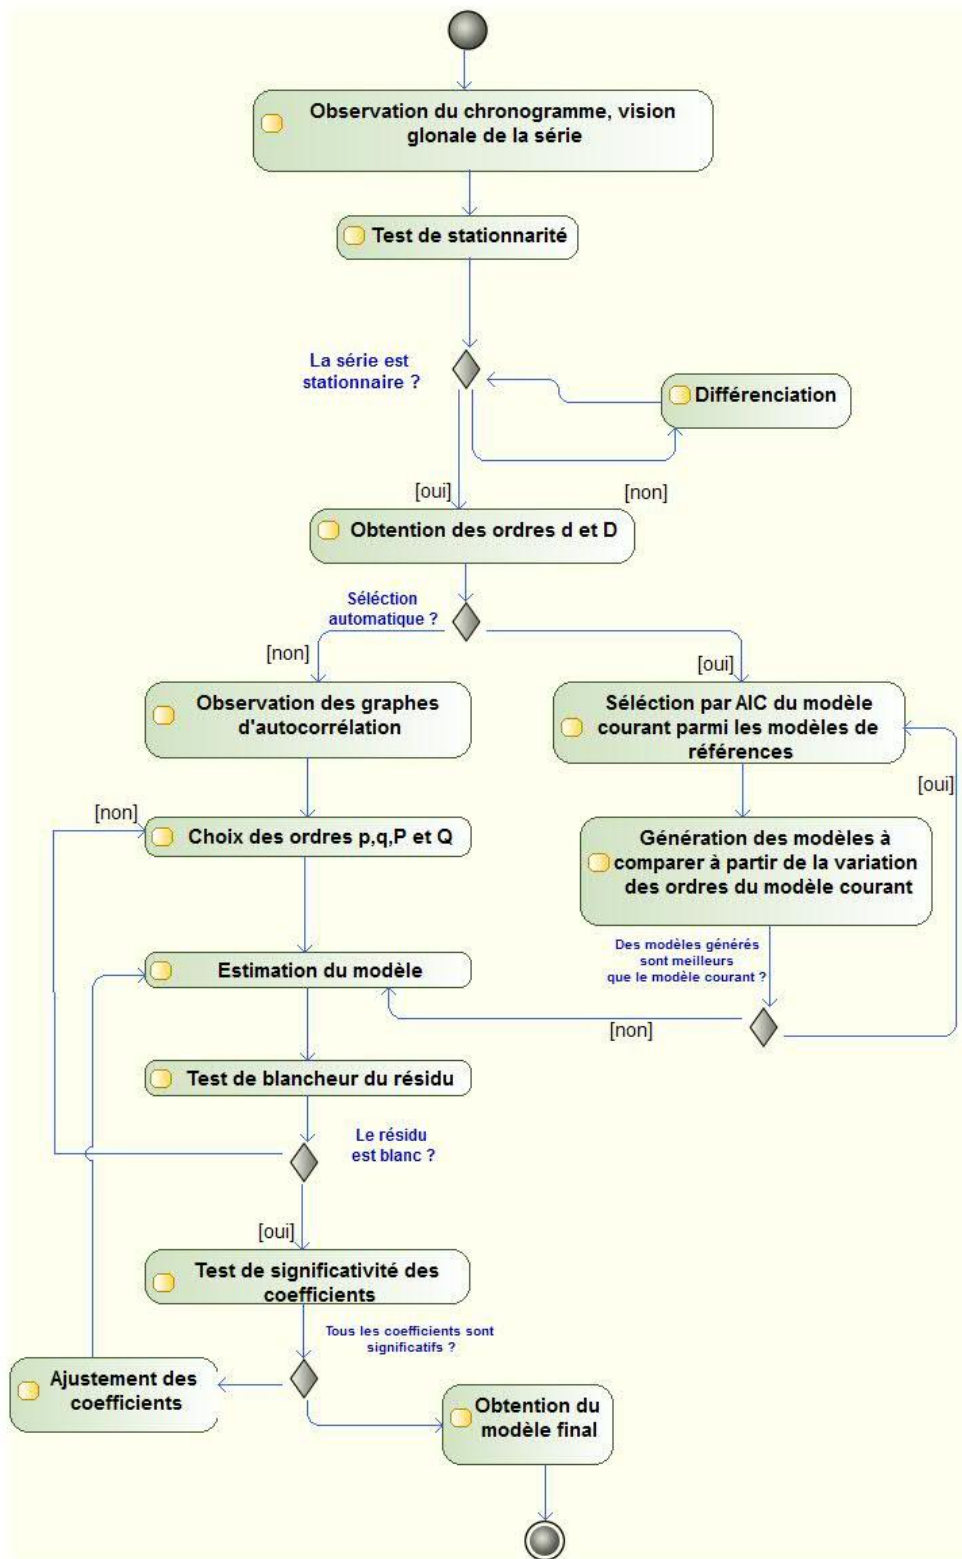 Observation du chronogramme, vision
glonale de la série
Test de stationnarité
La série est
stationnaire ?
Différenciation
[oui]
[non]
Obtention des ordres d et D
Séléction
automatique ?
[non]
[oui]
Observation des graphes
d'autocorrélation
Séléction par AIC du modèle
courant parmi les modèles de
références
[oui]
[non]
Choix des ordres p,q,P et Q
Génération des modèles à
comparer à partir de la variation
des ordres du modèle courant
Des modèles générés
sont meilleurs
que le modèle courant ?
Estimation du modèle
[non]
Test de blancheur du résidu
Le résidu
est blanc ?
[oui]
Test de significativité des
coefficients
Tous les coefficients sont
significatifs ?
Ajustement des
coefficients
Obtention du
modèle final